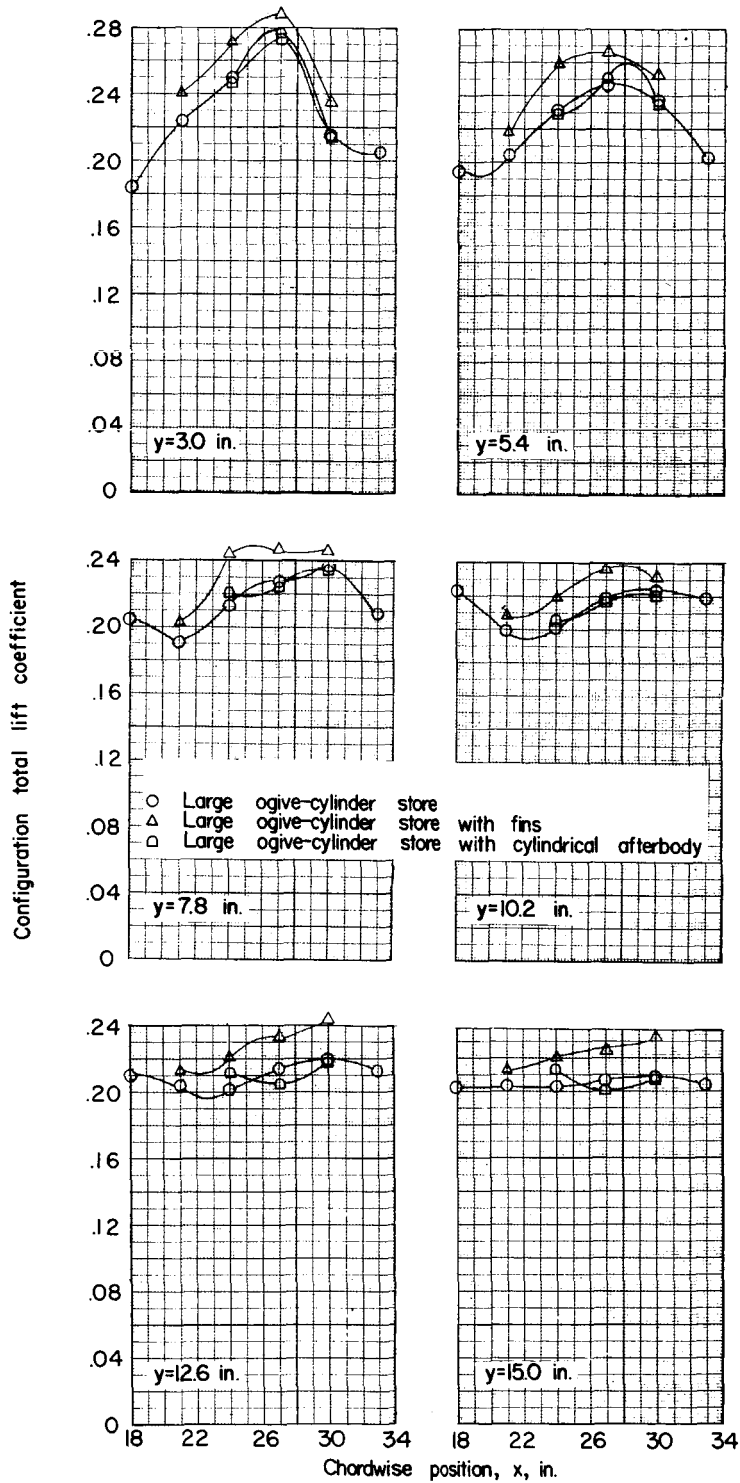 .28
.24
.20
.16
.12
.08
.04
0
y=3.0 in.
y=5.4 in.
Configuration total lift coefficient
.24
.20
.16
.12
.08
.04
0
Large ogive-cylinder store
Large ogive-cylinder store with fins
Large ogive-cylinder store with cylindrical afterbody
y=7.8 in.
y=10.2 in.
.24
.20
.16
.12
.08
.04
0
y=12.6 in.
y=15.0 in.
18 22 26 30 34
18 22 26 30 34
Chordwise position, x, in.